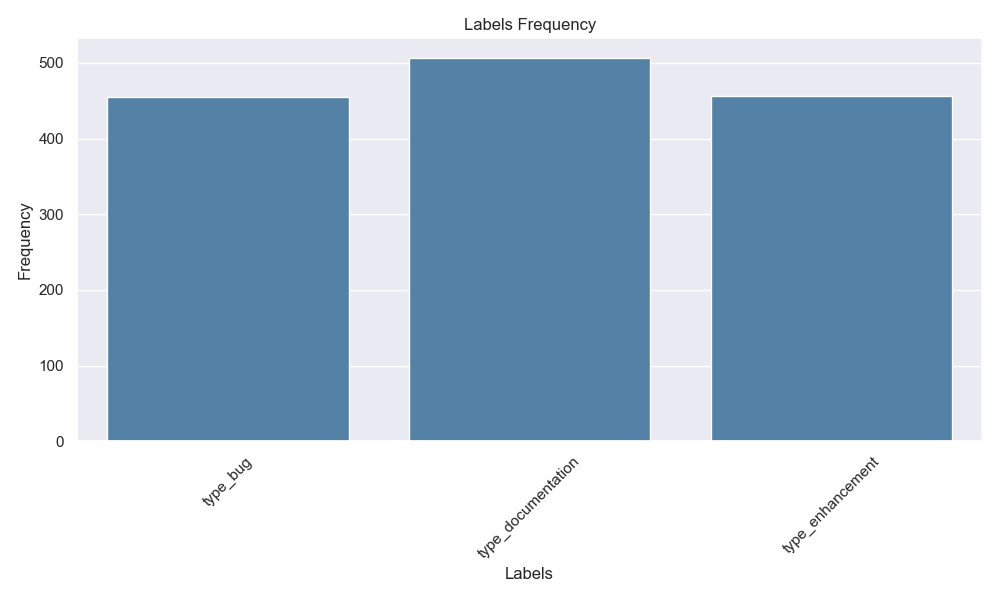 Labels Frequency
Frequency
500
400
300
200
100
0
type_bug
type_documentation
type_enhancement
Labels